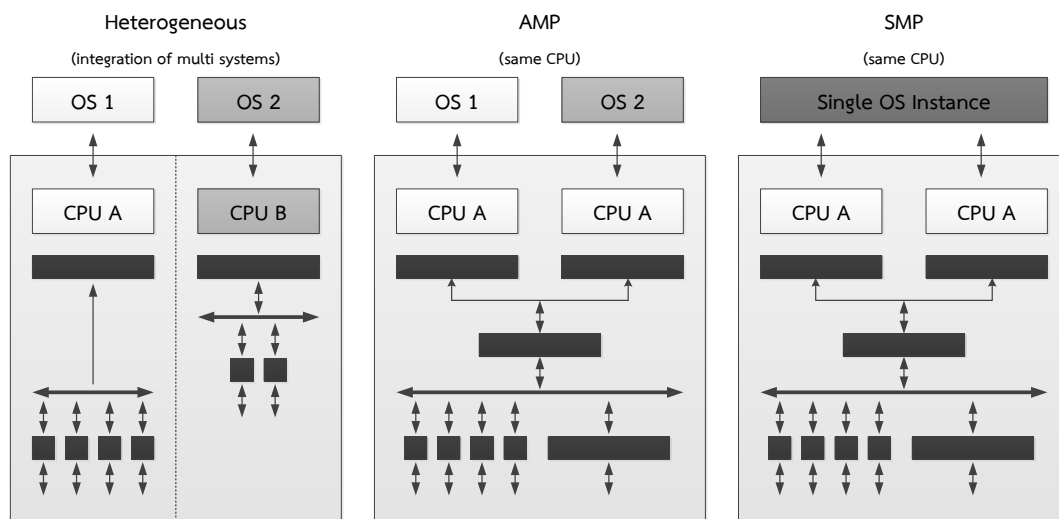 Heterogeneous
(integration of multi systems)
OS 1
OS 2
CPU A
CPU B
AMP
(same CPU)
OS 1
OS 2
CPU A
CPU A
SMP
(same CPU)
Single OS Instance
CPU A
CPU A